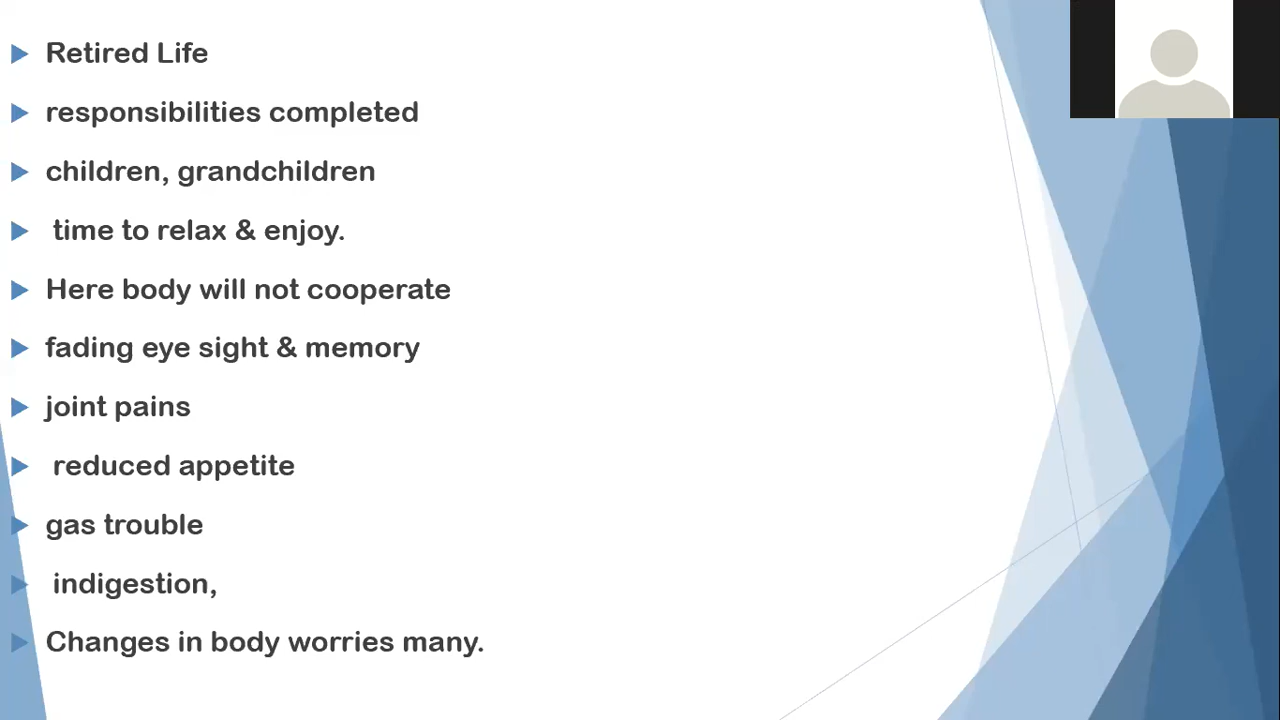 Retired Life
responsibilities completed
children, grandchildren
time to relax & enjoy.
Here body will not cooperate
fading eye sight & memory
joint pains
reduced appetite
gas trouble
indigestion,
Changes in body worries many.